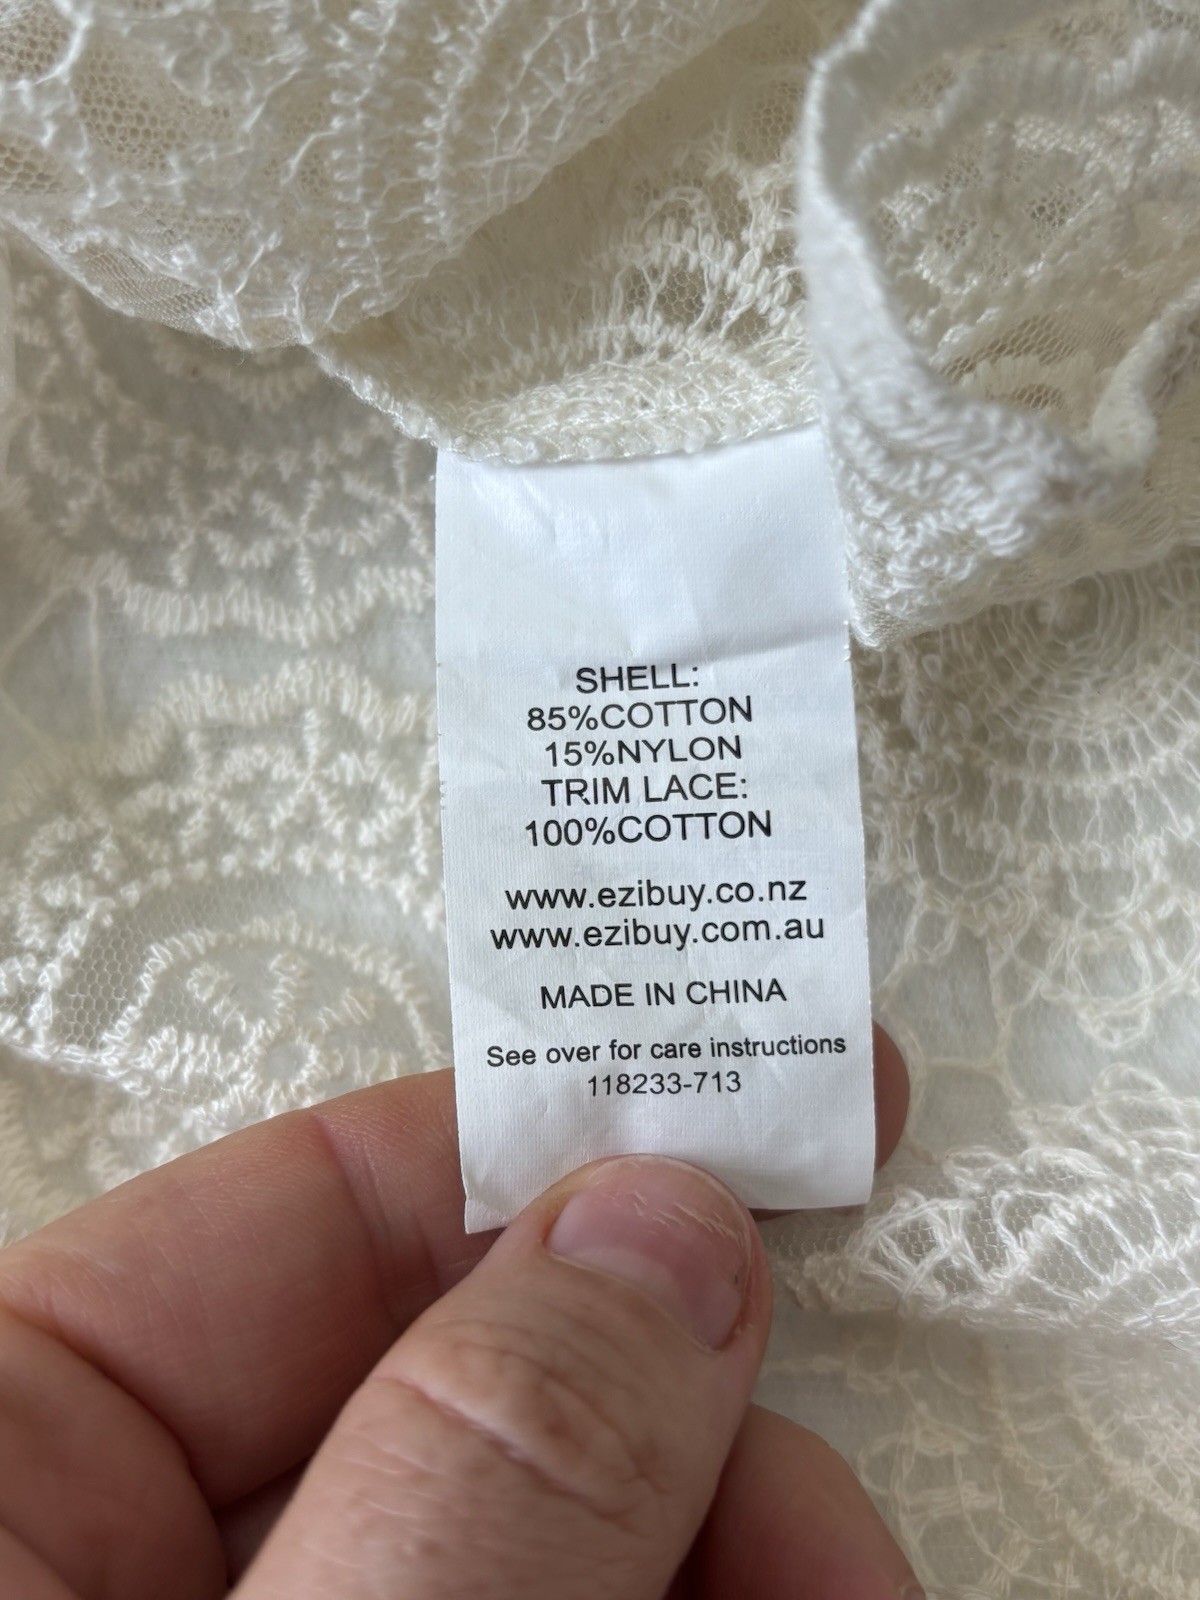 SHELL:
85%COTTON
15%NYLON
TRIM LACE:
100%COTTON
www.ezibuy.co.nz
www.ezibuy.com.au
MADE IN CHINA
See over for care instructions
118233-713